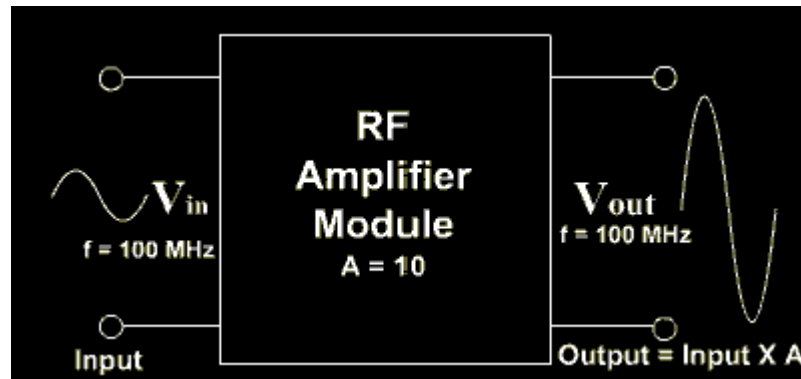 RF
Amplifier
Module
A = 10
Vin
f = 100 MHz
Input
Vout
f = 100 MHz
Output = Input X A